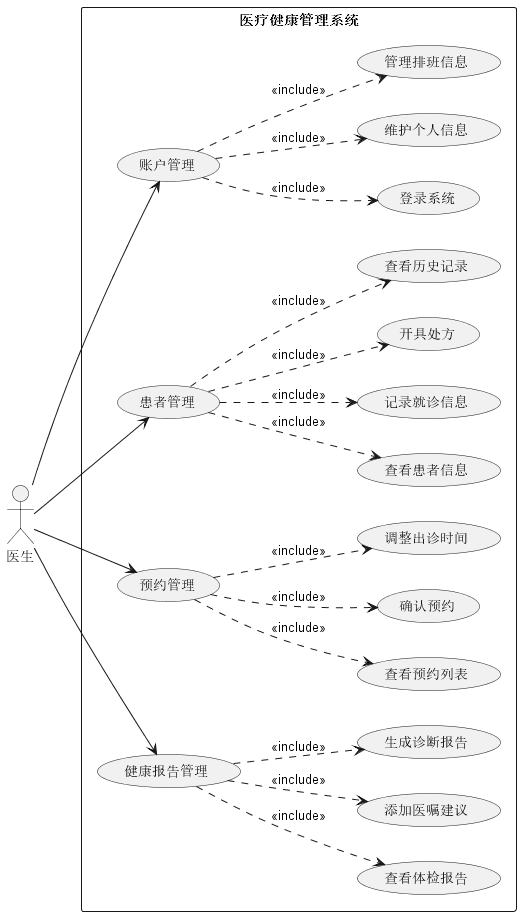 医疗健康管理系统
管理排班信息
«include»
维护个人信息
«include»
账户管理
«include»
登录系统
查看历史记录
«include»
开具处方
«include»
患者管理
«include»
记录就诊信息
«include»
查看患者信息
医生
调整出诊时间
«include»
预约管理
«include»
确认预约
«include»
查看预约列表
生成诊断报告
«include»
健康报告管理
«include»
添加医嘱建议
«include»
查看体检报告